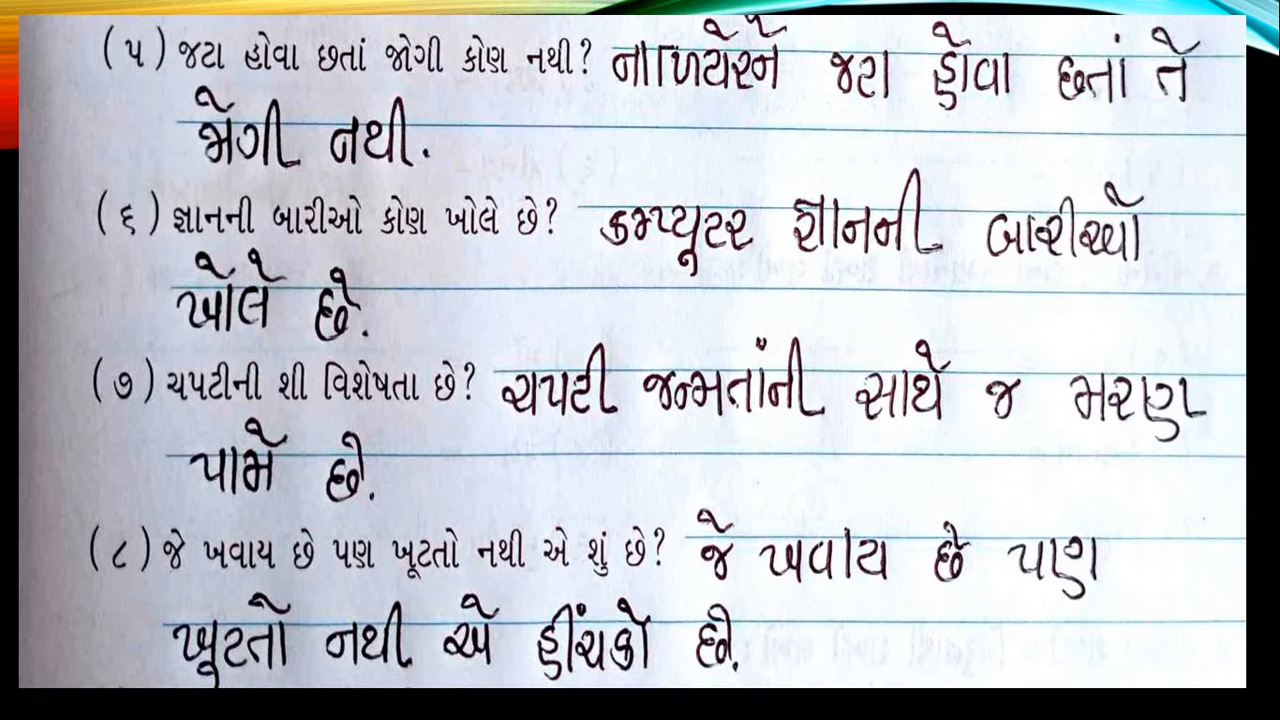 (૫) જટા હોવા છતાં જોગી કોણ નથી? નાળિયેરને જટા હોવા છતાં તે
જોગી નથી.
(૬) જ્ઞાનની બારીઓ કોણ ખોલે છે? કમ્પ્યૂટર જ્ઞાનની બારીઓ
ખોલે છે.
(૭) ચપટીની શી વિશેષતા છે? ચપટી જન્મતાંની સાથે જ મરણ
પામે છે.
(૮) જે ખવાય છે પણ ખૂટતો નથી એ શું છે? જે ખવાય છે પણ
ખૂટતો નથી એ હીંચકો છે.